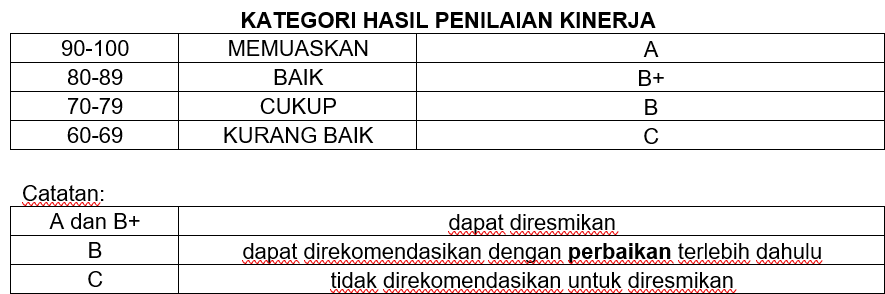 KATEGORI HASIL PENILAIAN KINERJA
90-100 MEMUASKAN A
80-89 BAIK B+
70-79 CUKUP B
60-69 KURANG BAIK C
Catatan:
A dan B+ dapat diresmikan
B dapat direkomendasikan dengan perbaikan terlebih dahulu
C tidak direkomendasikan untuk diresmikan